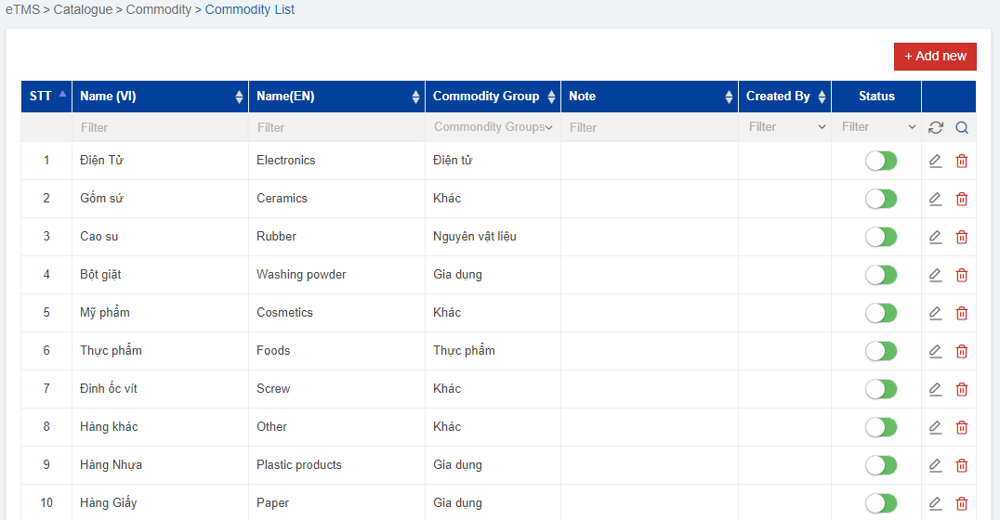 eTMS > Catalogue > Commodity > Commodity List
+ Add new
STT Name (VI) Name(EN) Commodity Group Note Created By Status
Filter Filter Commondity Groups Filter Filter Filter
1 Điện Tử Electronics Điện tử
2 Gốm sứ Ceramics Khác
3 Cao su Rubber Nguyên vật liệu
4 Bột giặt Washing powder Gia dụng
5 Mỹ phẩm Cosmetics Khác
6 Thực phẩm Foods Thực phẩm
7 Đinh ốc vít Screw Khác
8 Hàng khác Other Khác
9 Hàng Nhựa Plastic products Gia dụng
10 Hàng Giấy Paper Gia dụng